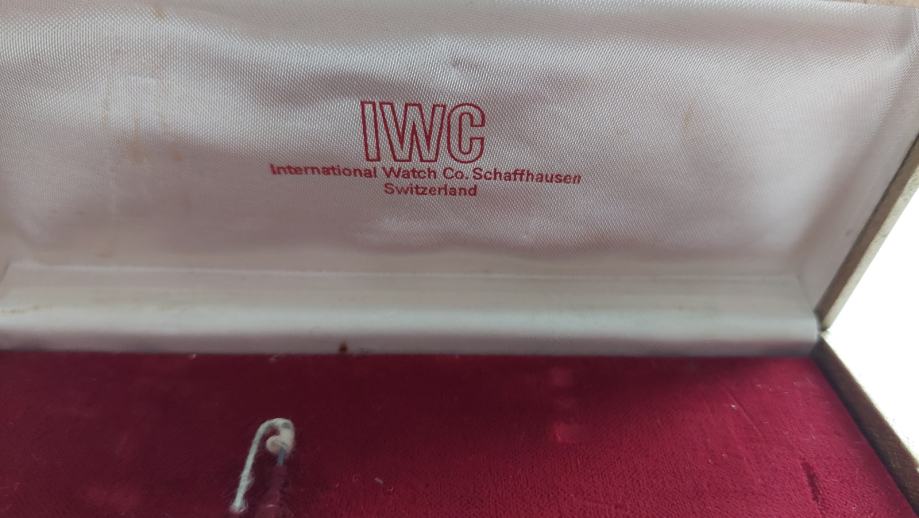 IWC
International Watch Co. Schaffhausen
Switzerland